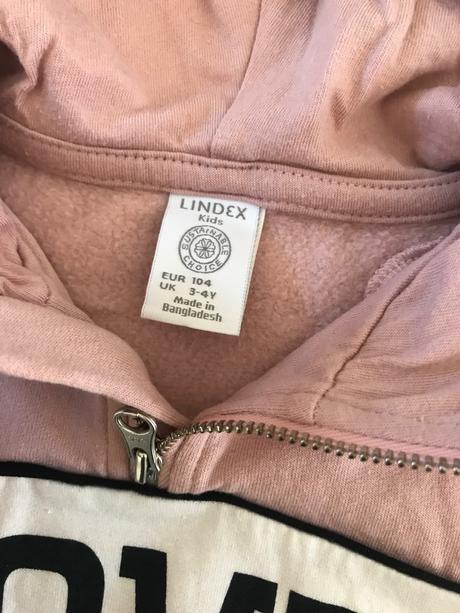 LINDEX
Kids
SUSTAINABLE
CHOICE
EUR 104
UK 3-4Y
Made in
Bangladesh